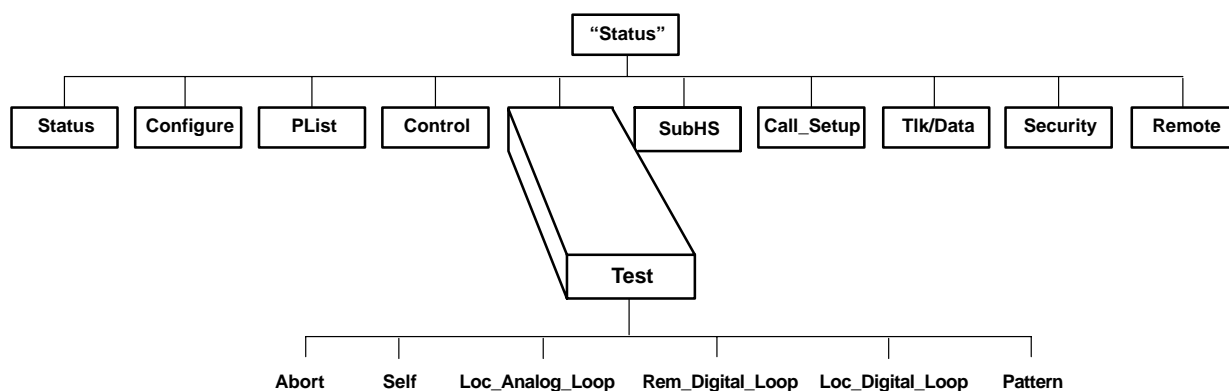 “Status”
Status Configure PList Control SubHS Call_Setup Tlk/Data Security Remote
Test
Abort Self Loc_Analog_Loop Rem_Digital_Loop Loc_Digital_Loop Pattern